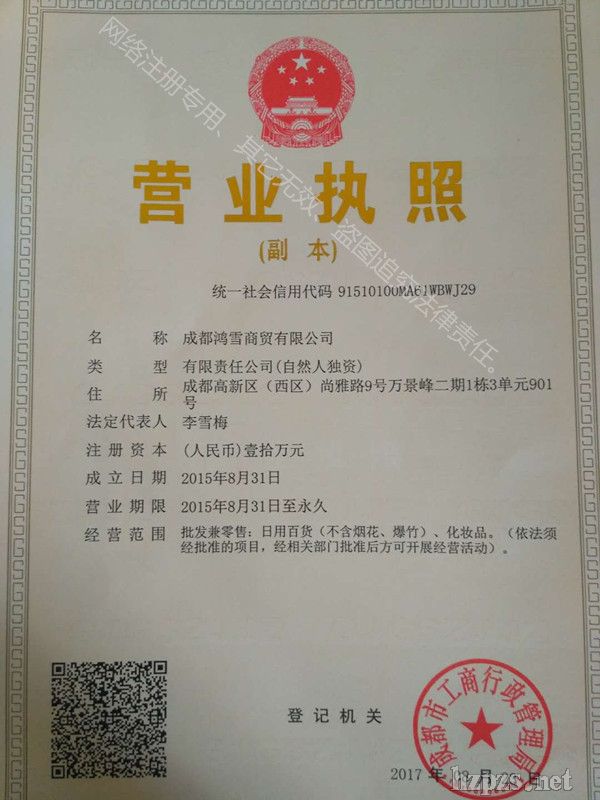 网络注册专用、其它无效、盗图追究法律责任。
营业执照
(副 本)
统一社会信用代码 91510100MA61WBWJ29
名 称 成都鸿雪商贸有限公司
类 型 有限责任公司(自然人独资)
住 所 成都高新区（西区）尚雅路9号万景峰二期1栋3单元901
号
法定代表人 李雪梅
注册资本 (人民币)壹拾万元
成立日期 2015年8月31日
营业期限 2015年8月31日至永久
经营范围 批发兼零售：日用百货（不含烟花、爆竹）、化妆品。（依法须
经批准的项目，经相关部门批准后方可开展经营活动）。
登记机关
成都市工商行政管理局
2017 年 月 日
hzpzs.net